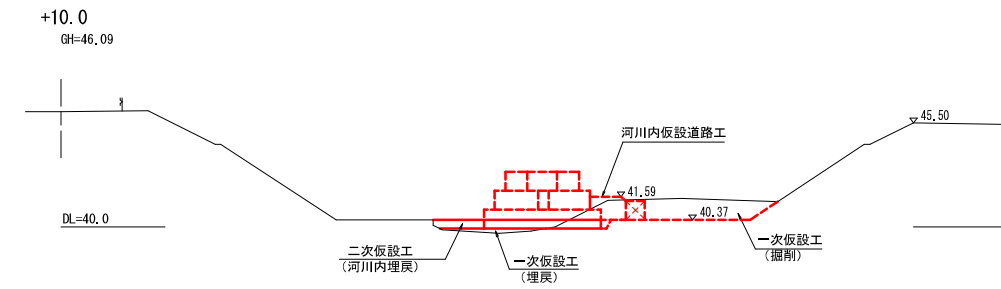 +10.0
GH=46.09
45.50
河川内仮設道路工
41.59
DL=40.0
40.37
二次仮設工
(河川内埋戻)
一次仮設工
(埋戻)
一次仮設工
(掘削)